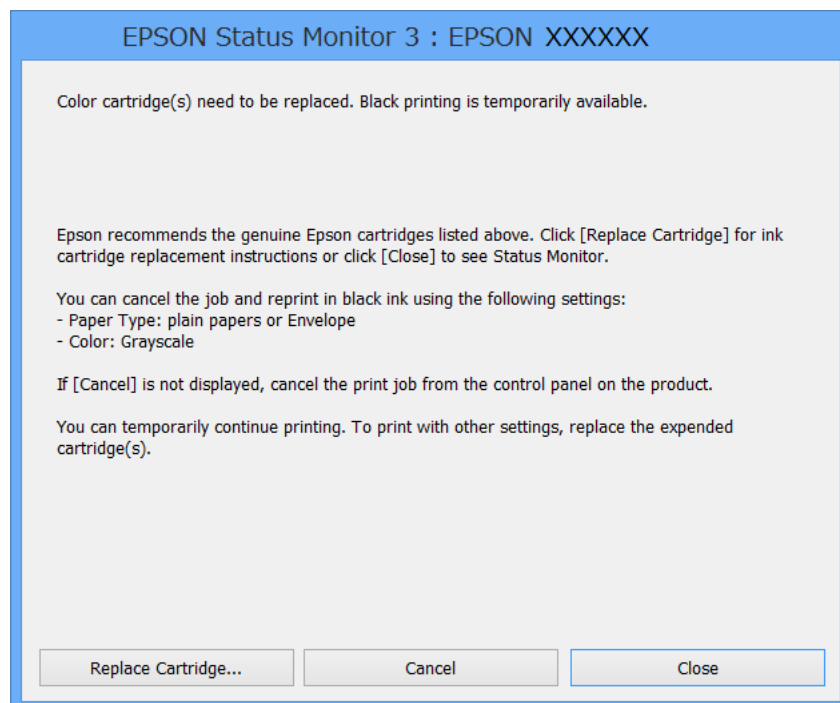 EPSON Status Monitor 3 : EPSON XXXXXX
Color cartridge(s) need to be replaced. Black printing is temporarily available.
Epson recommends the genuine Epson cartridges listed above. Click [Replace Cartridge] for ink
cartridge replacement instructions or click [Close] to see Status Monitor.
You can cancel the job and reprint in black ink using the following settings:
- Paper Type: plain papers or Envelope
- Color: Grayscale
If [Cancel] is not displayed, cancel the print job from the control panel on the product.
You can temporarily continue printing. To print with other settings, replace the expended
cartridge(s).
Replace Cartridge... Cancel Close